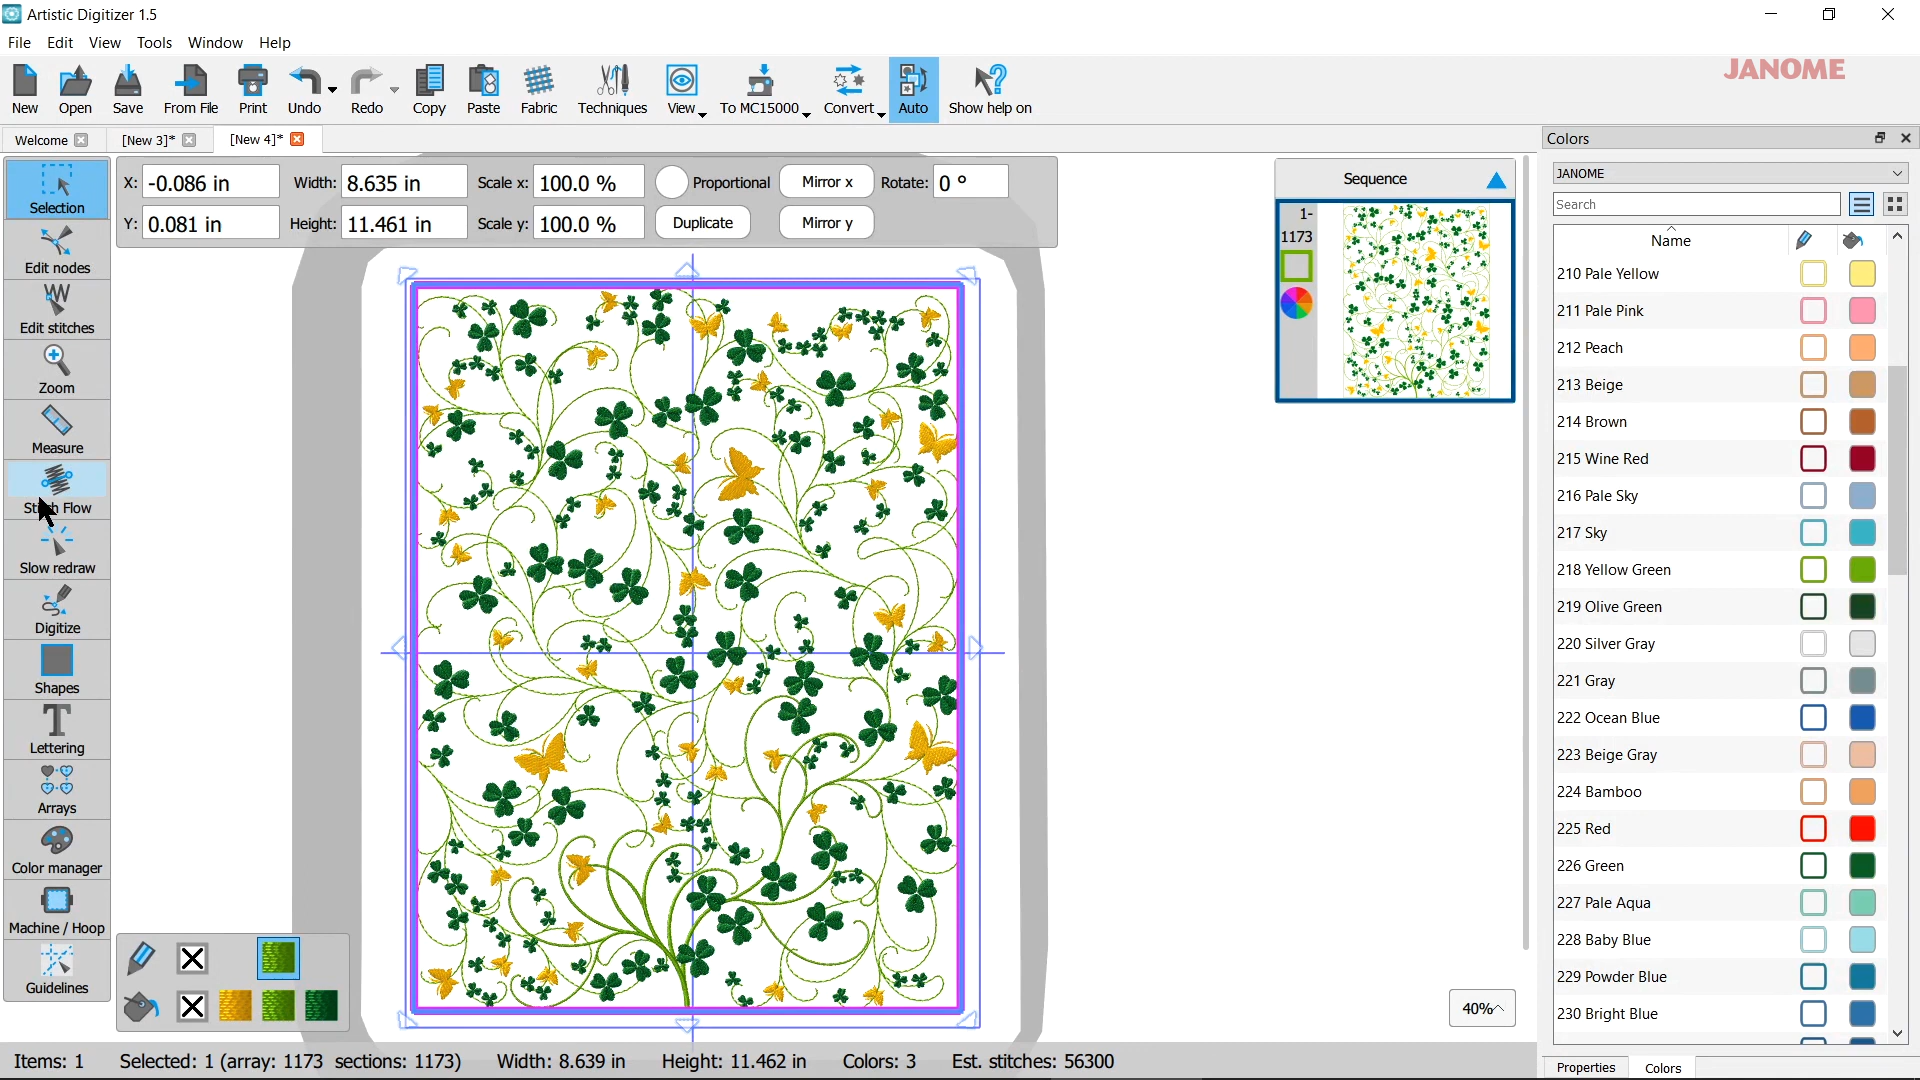 Artistic Digitizer 1.5
File Edit View Tools Window Help
New Open Save From File Print Undo Redo Copy Paste Fabric Techniques View To MC15000 Convert Auto Show help on
JANOME
Welcome [New 3]* [New 4]*
X: -0.086 in Width: 8.635 in Scale x: 100.0 % Proportional Mirror x Rotate: 0 °
Y: 0.081 in Height: 11.461 in Scale y: 100.0 % Duplicate Mirror y
Selection
Edit nodes
Edit stitches
Zoom
Measure
Stitch Flow
Slow redraw
Digitize
Shapes
Lettering
Arrays
Color manager
Machine / Hoop
Guidelines
Sequence
1-
1173
40%
Colors
JANOME
Search
Name
210 Pale Yellow
211 Pale Pink
212 Peach
213 Beige
214 Brown
215 Wine Red
216 Pale Sky
217 Sky
218 Yellow Green
219 Olive Green
220 Silver Gray
221 Gray
222 Ocean Blue
223 Beige Gray
224 Bamboo
225 Red
226 Green
227 Pale Aqua
228 Baby Blue
229 Powder Blue
230 Bright Blue
Properties Colors
Items: 1 Selected: 1 (array: 1173 sections: 1173) Width: 8.639 in Height: 11.462 in Colors: 3 Est. stitches: 56300